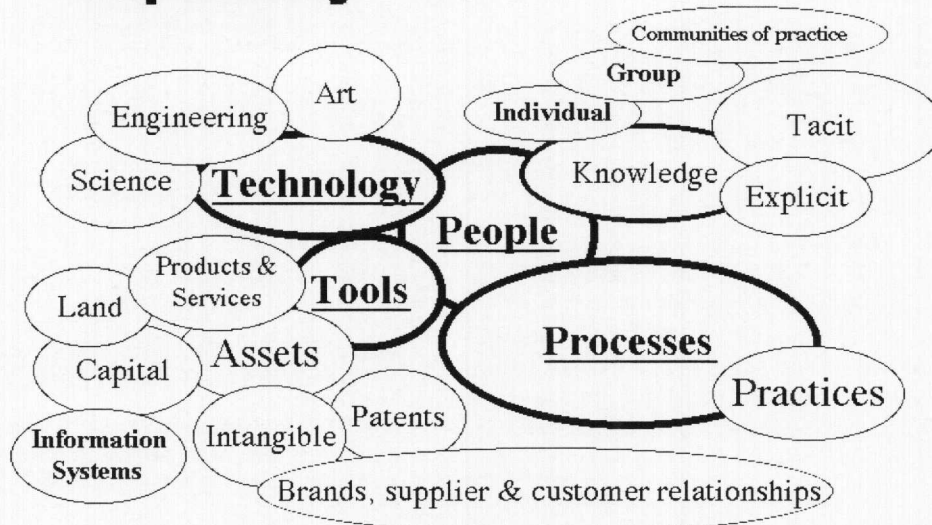 Communities of practice
Group
Art
Individual
Engineering
Tacit
Knowledge
Science
Technology
Explicit
People
Products &
Services
Tools
Land
Processes
Assets
Capital
Practices
Patents
Information
Systems
Intangible
Brands, supplier & customer relationships